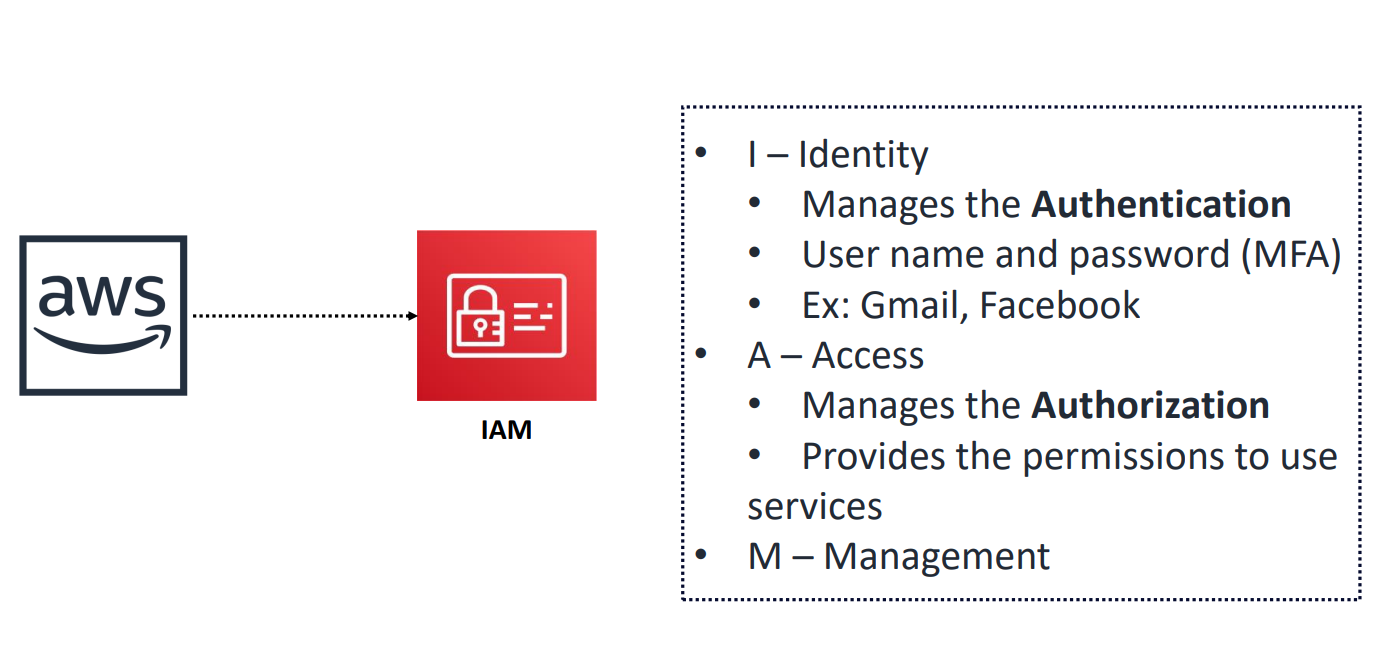 aws
IAM
• I – Identity
• Manages the Authentication
• User name and password (MFA)
• Ex: Gmail, Facebook
• A – Access
• Manages the Authorization
• Provides the permissions to use
services
• M – Management